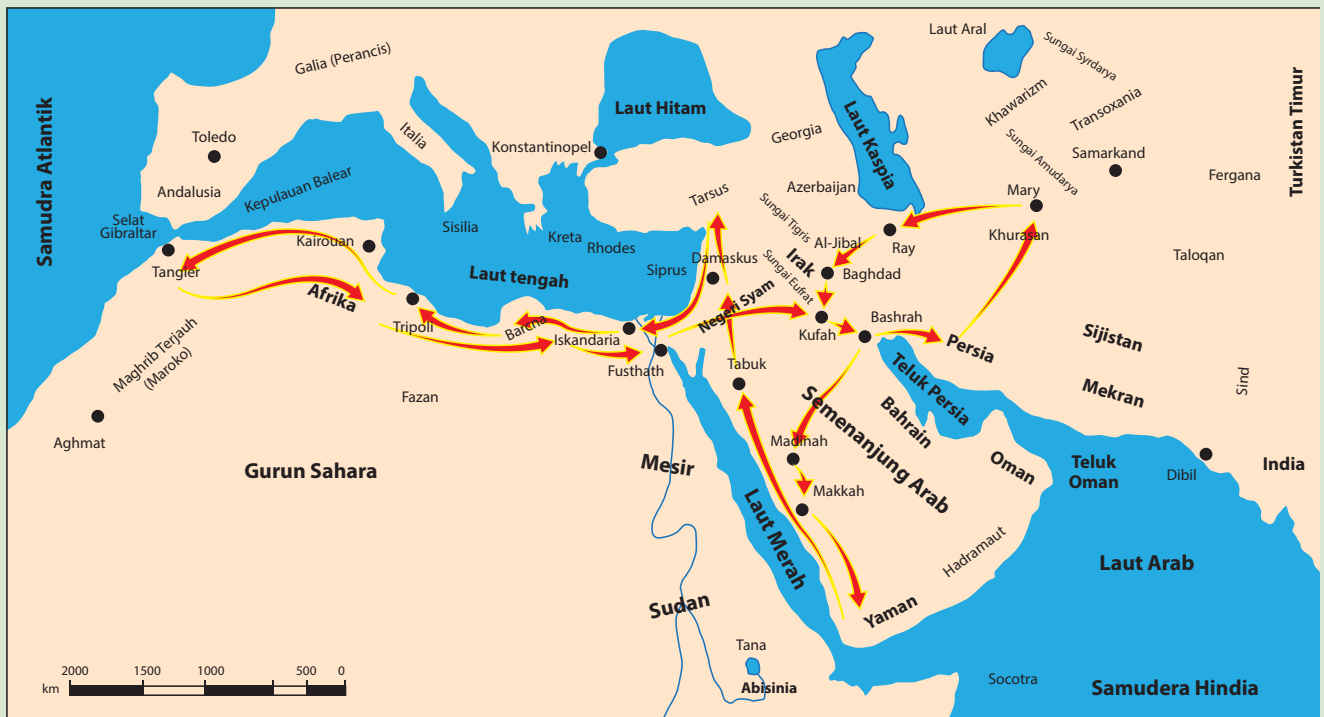 Laut Aral
Sungai Syrdarya
Galia (Perancis)
Turkistan Timur
Samudra Atlantik
Laut Hitam
Laut Kaspia
Khawarizm
Transoxania
Georgia
Italia
Toledo
Konstantinopel
Sungai Amudarya
Samarkand
Andalusia
Kepulauan Balear
Azerbaijan
Tarsus
Mary
Fergana
Selat
Gibraltar
Sisilia
Kreta
Rhodes
Sungai Tigris
Khurasan
Kairouan
Al-Jibal
Ray
Taloqan
Tangier
Laut tengah
Siprus
Damaskus
Irak
Sungai Eufrat
Baghdad
Afrika
Negeri Syam
Tripoli
Barcha
Iskandaria
Kufah
Bashrah
Persia
Sijistan
Maghrib Terjauh
(Maroko)
Fusthath
Tabuk
Teluk Persia
Mekran
Sind
Fazan
Semenanjung Arab
Bahrain
Aghmat
Madinah
Oman
Teluk
Oman
Dibil
India
Gurun Sahara
Mesir
Makkah
Laut Merah
Hadramaut
Laut Arab
Sudan
Yaman
Tana
Abisinia
Socotra
Samudera Hindia
2000 1500 1000 500 0
km